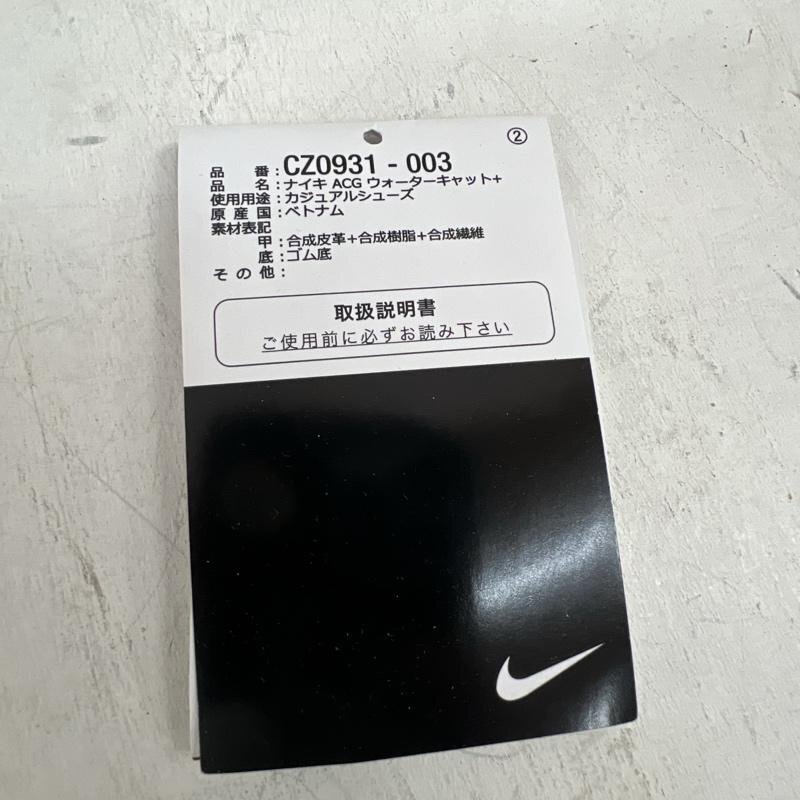 ②
品 番：CZ0931 - 003
品 名：ナイキ ACG ウォーターキャット+
使用用途：カジュアルシューズ
原 産 国：ベトナム
素材表記
甲：合成皮革+合成樹脂+合成繊維
底：ゴム底
そ の 他：
取扱説明書
ご使用前に必ずお読み下さい